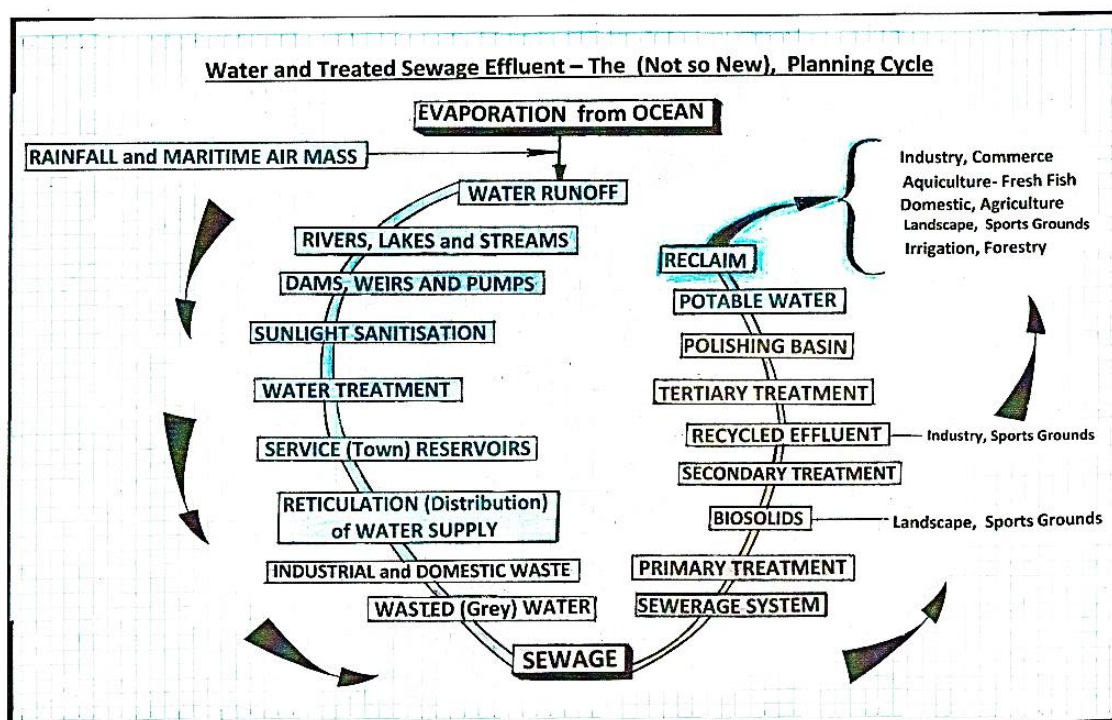 Water and Treated Sewage Effluent – The (Not so New), Planning Cycle
EVAPORATION from OCEAN
RAINFALL and MARITIME AIR MASS
WATER RUNOFF
RIVERS, LAKES and STREAMS
DAMS, WEIRS AND PUMPS
SUNLIGHT SANITISATION
WATER TREATMENT
SERVICE (Town) RESERVOIRS
RETICULATION (Distribution)
of WATER SUPPLY
INDUSTRIAL and DOMESTIC WASTE
WASTED (Grey) WATER
SEWAGE
SEWERAGE SYSTEM
PRIMARY TREATMENT
BIOSOLIDS
Landscape, Sports Grounds
SECONDARY TREATMENT
RECYCLED EFFLUENT
Industry, Sports Grounds
TERTIARY TREATMENT
POLISHING BASIN
POTABLE WATER
RECLAIM
Industry, Commerce
Aquiculture- Fresh Fish
Domestic, Agriculture
Landscape, Sports Grounds
Irrigation, Forestry